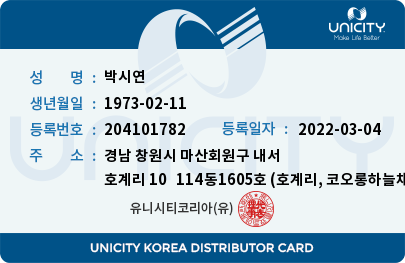 UNICITY
Make Life Better
성 명 : 박시연
생년월일 : 1973-02-11
등록번호 : 204101782 등록일자 : 2022-03-04
주 소 : 경남 창원시 마산회원구 내서
호계리 10 114동1605호 (호계리, 코오롱하늘채
유니시티코리아(유)
UNICITY
UNICITY KOREA DISTRIBUTOR CARD